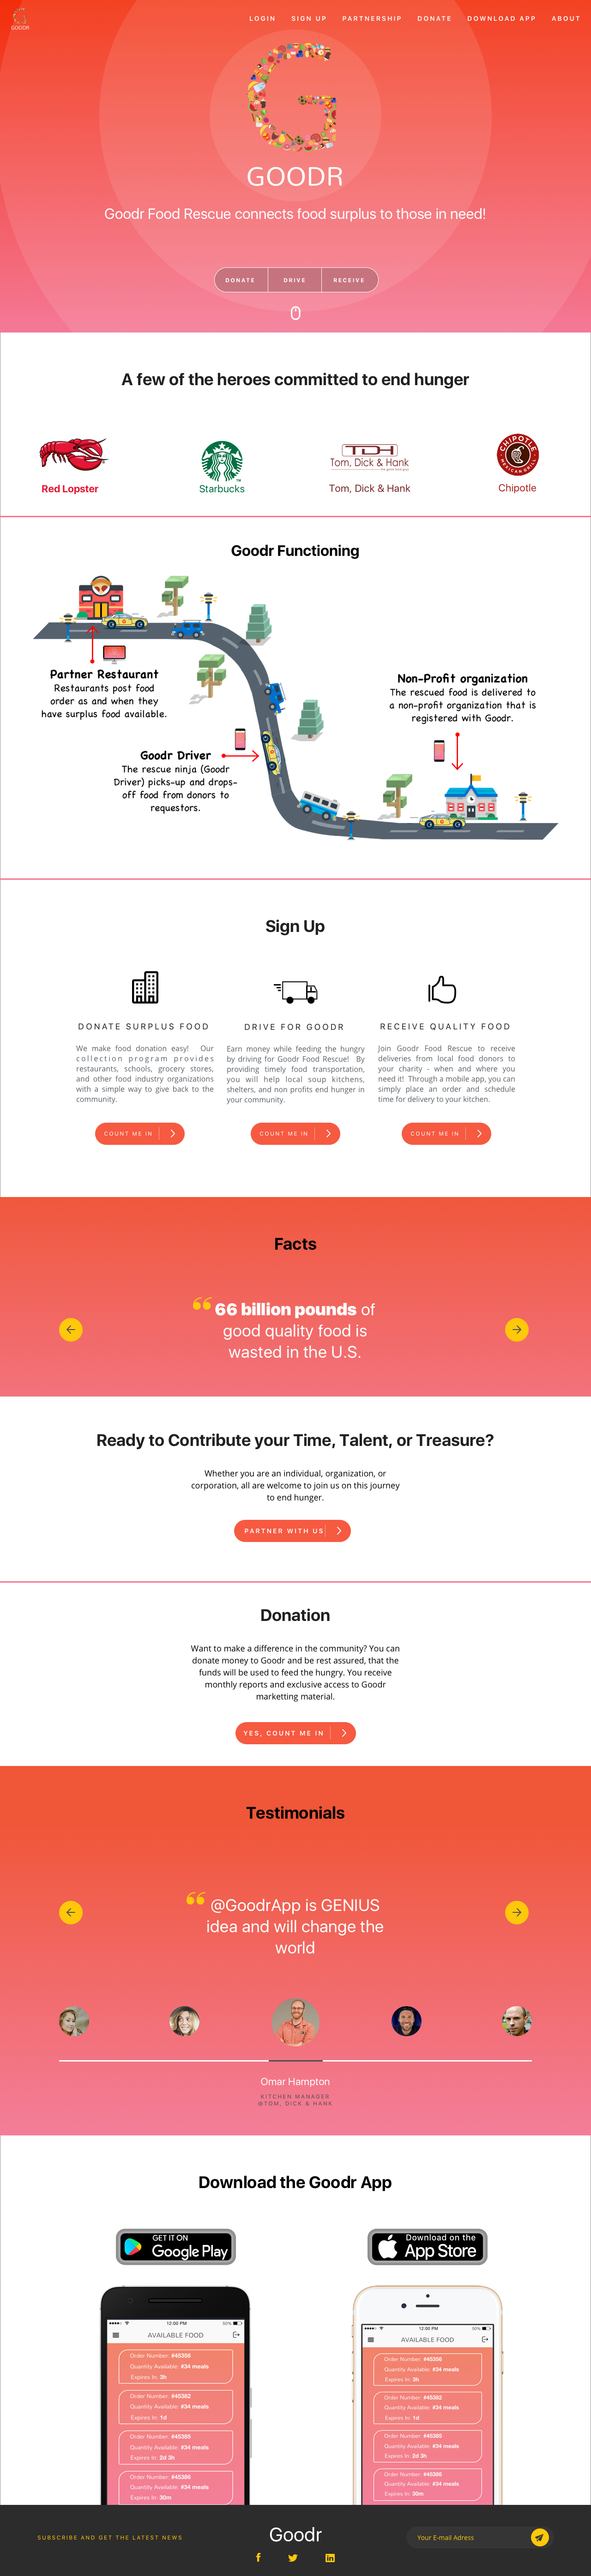 GOODR
LOGIN SIGN UP PARTNERSHIP DONATE DOWNLOAD APP ABOUT
GOODR
Goodr Food Rescue connects food surplus to those in need!
DONATE DRIVE RECEIVE
A few of the heroes committed to end hunger
TDH
Tom, Dick & Hank
CHIPOTLE
MEXICAN GRILL
Red Lopster
Starbucks
Tom, Dick & Hank
Chipotle
Goodr Functioning
Partner Restaurant
Restaurants post food
order as and when they
have surplus food available.
Non-Profit organization
The rescued food is delivered to
a non-profit organization that is
registered with Goodr.
Goodr Driver
The rescue ninja (Goodr
Driver) picks-up and drops-
off food from donors to
requestors.
Sign Up
DONATE SURPLUS FOOD
We make food donation easy! Our
collection program provides
restaurants, schools, grocery stores,
and other food industry organizations
with a simple way to give back to the
community.
COUNT ME IN
DRIVE FOR GOODR
Earn money while feeding the hungry
by driving for Goodr Food Rescue! By
providing timely food transportation,
you will help local soup kitchens,
shelters, and non profits end hunger in
your community.
COUNT ME IN
RECEIVE QUALITY FOOD
Join Goodr Food Rescue to receive
deliveries from local food donors to
your charity - when and where you
need it! Through a mobile app, you can
simply place an order and schedule
time for delivery to your kitchen.
COUNT ME IN
Facts
66 billion pounds of
good quality food is
wasted in the U.S.
Ready to Contribute your Time, Talent, or Treasure?
Whether you are an individual, organization, or
corporation, all are welcome to join us on this journey
to end hunger.
PARTNER WITH US
Donation
Want to make a difference in the community? You can
donate money to Goodr and be rest assured, that the
funds will be used to feed the hungry. You receive
monthly reports and exclusive access to Goodr
marketting material.
YES, COUNT ME IN
Testimonials
@GoodrApp is GENIUS
idea and will change the
world
Omar Hampton
KITCHEN MANAGER
@TOM, DICK & HANK
Download the Goodr App
GET IT ON
Google Play
Download on the
App Store
12:00 PM 50%
AVAILABLE FOOD
Order Number: #45356
Quantity Available: #34 meals
Expires In: 3h
Order Number: #45382
Quantity Available: #34 meals
Expires In: 1d
Order Number: #45385
Quantity Available: #34 meals
Expires In: 2d 3h
Order Number: #45386
Quantity Available: #34 meals
Expires In: 30m
12:00 PM 50%
AVAILABLE FOOD
Order Number: #45356
Quantity Available: #34 meals
Expires In: 3h
Order Number: #45382
Quantity Available: #34 meals
Expires In: 1d
Order Number: #45385
Quantity Available: #34 meals
Expires In: 2d 3h
Order Number: #45386
Quantity Available: #34 meals
Expires In: 30m
SUBSCRIBE AND GET THE LATEST NEWS
Goodr
Your E-mail Adress